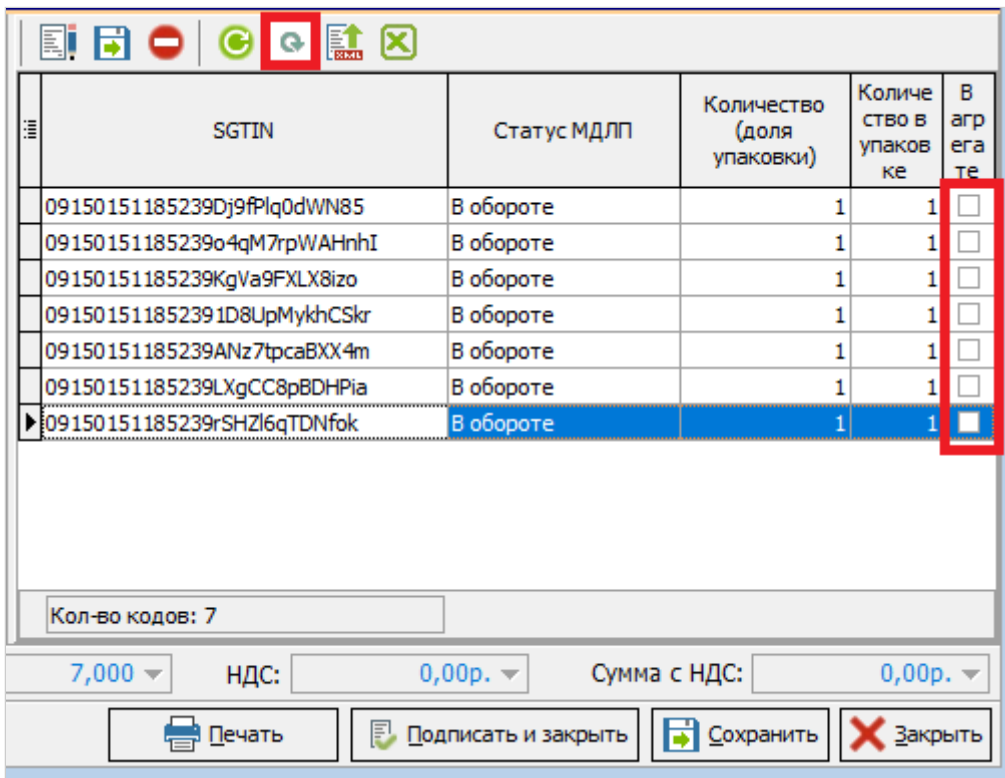 XML
SGTIN
Статус МДЛП
Количество
(доля
упаковки)
Количе
ство в
упаков
ке
В
агр
ега
те
09150151185239Dj9fPlq0dWN85 В обороте 1 1
09150151185239o4qM7rpWAHnhI В обороте 1 1
09150151185239KgVa9FXLX8izo В обороте 1 1
091501511852391D8UpMykhCSkr В обороте 1 1
09150151185239ANz7tpcaBXX4m В обороте 1 1
09150151185239LXgCC8pBDHPia В обороте 1 1
09150151185239rSHZl6qTDNfok В обороте 1 1
Кол-во кодов: 7
7,000 НДС: 0,00р. Сумма с НДС: 0,00р.
Печать Подписать и закрыть Сохранить Закрыть